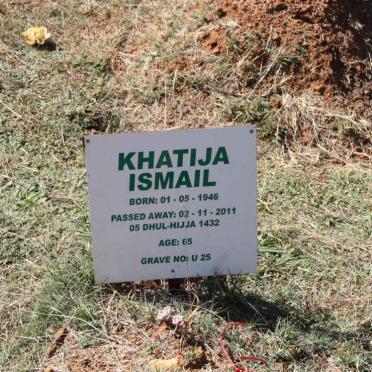 KHATIJA
ISMAIL
BORN: 01 - 05 - 1946
PASSED AWAY: 02 - 11 - 2011
05 DHUL-HIJJA 1432
AGE: 65
GRAVE NO: U 25